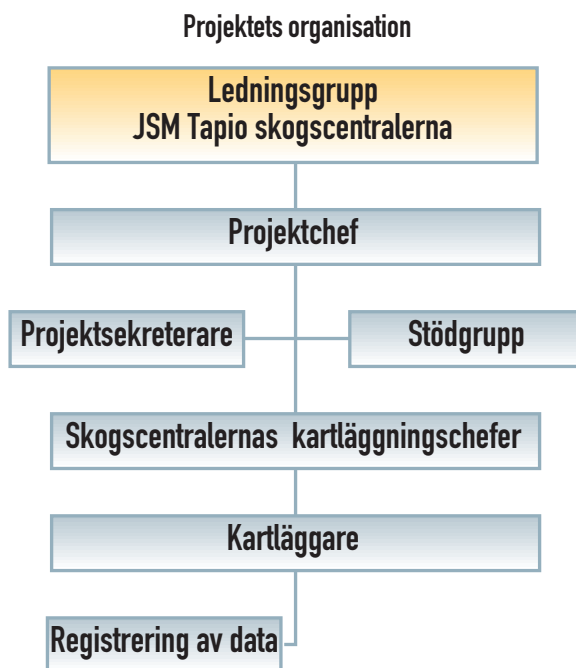 Projektets organisation
Ledningsgrupp
JSM Tapio skogscentralerna
Projektchef
Projektsekreterare
Stödgrupp
Skogscentralernas kartläggningschefer
Kartläggare
Registrering av data